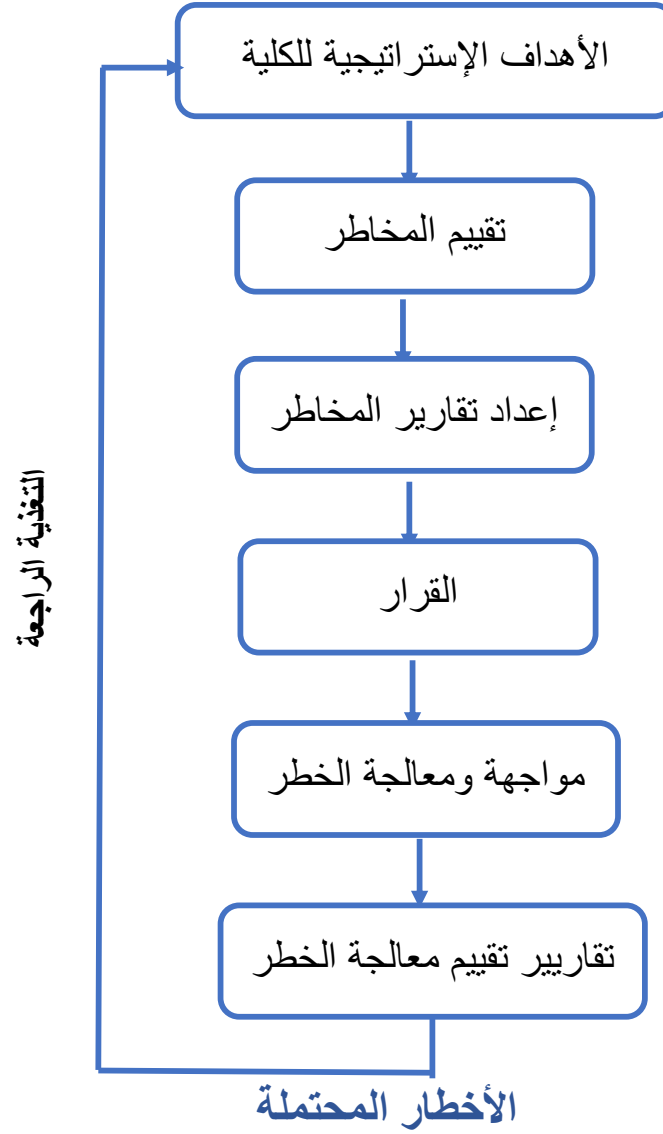 الأهداف الإستراتيجية للكلية
تقييم المخاطر
إعداد تقارير المخاطر
القرار
مواجهة ومعالجة الخطر
تقاريير تقييم معالجة الخطر
التغذية الراجعة
الأخطار المحتملة